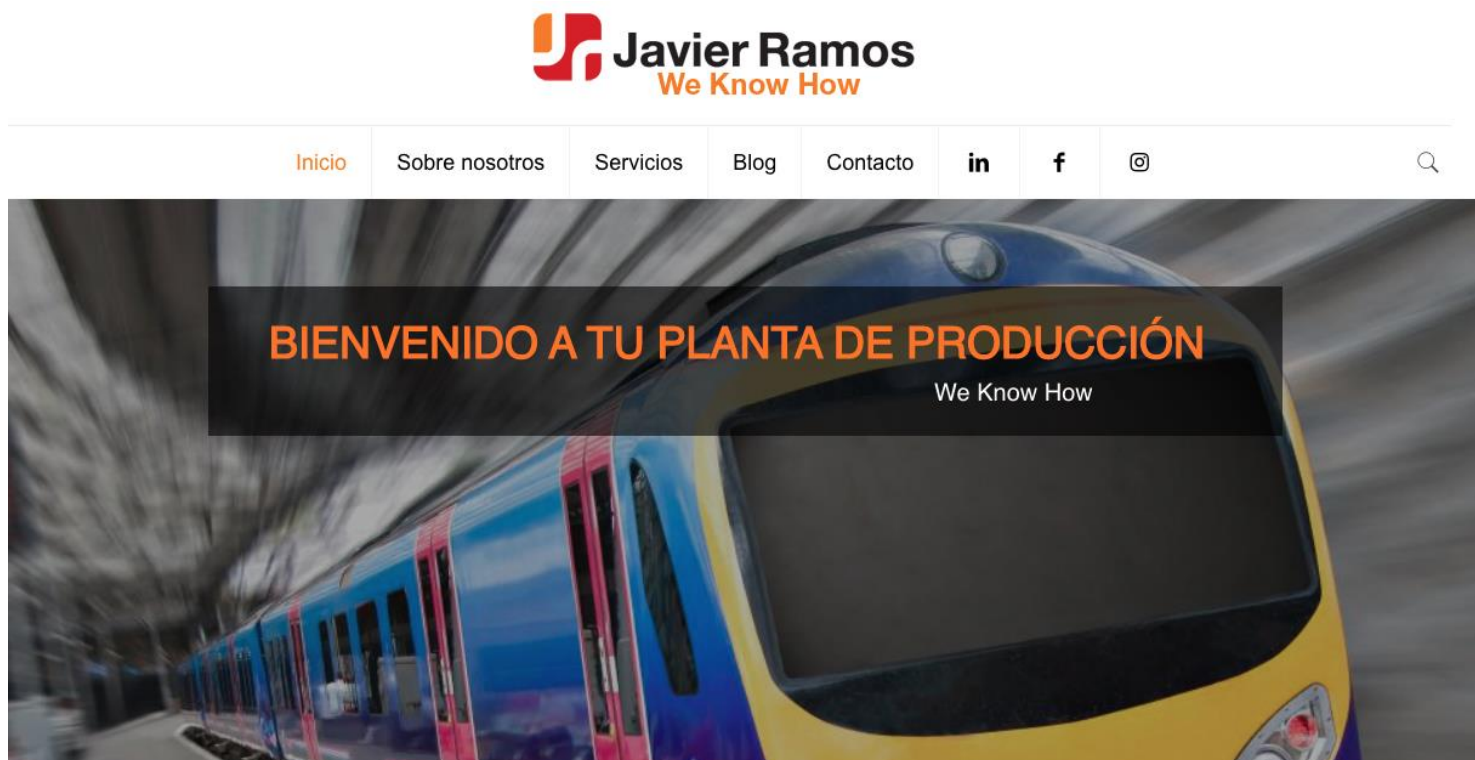 Javier Ramos
We Know How
Inicio Sobre nosotros Servicios Blog Contacto in f
BIENVENIDO A TU PLANTA DE PRODUCCIÓN
We Know How